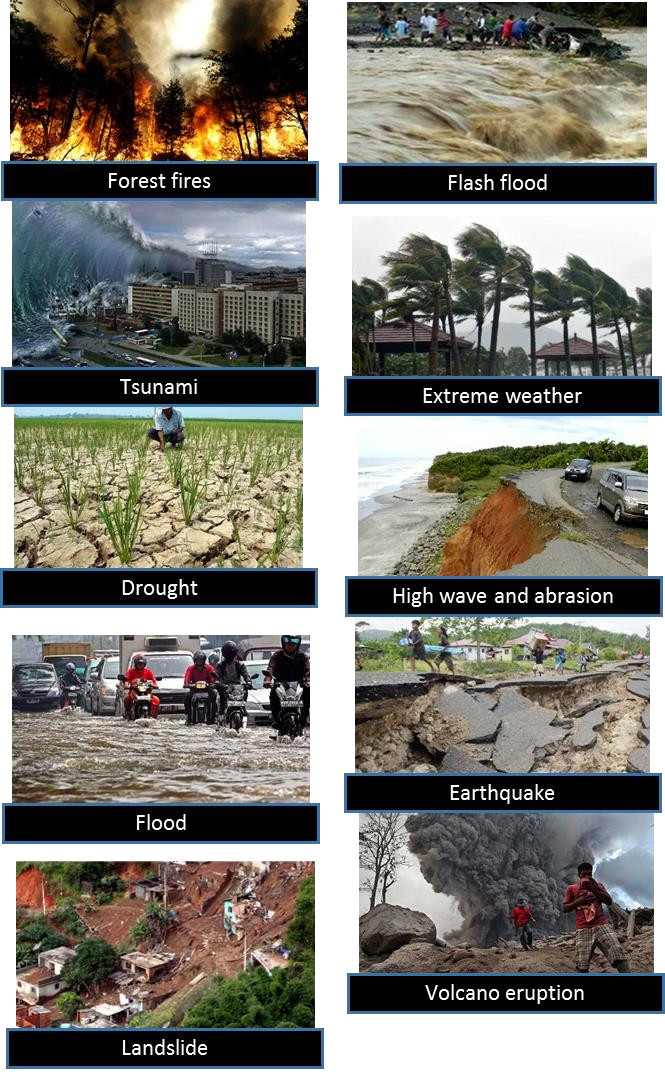 Forest fires
Flash flood
Tsunami
Extreme weather
Drought
High wave and abrasion
Flood
Earthquake
Volcano eruption
Landslide